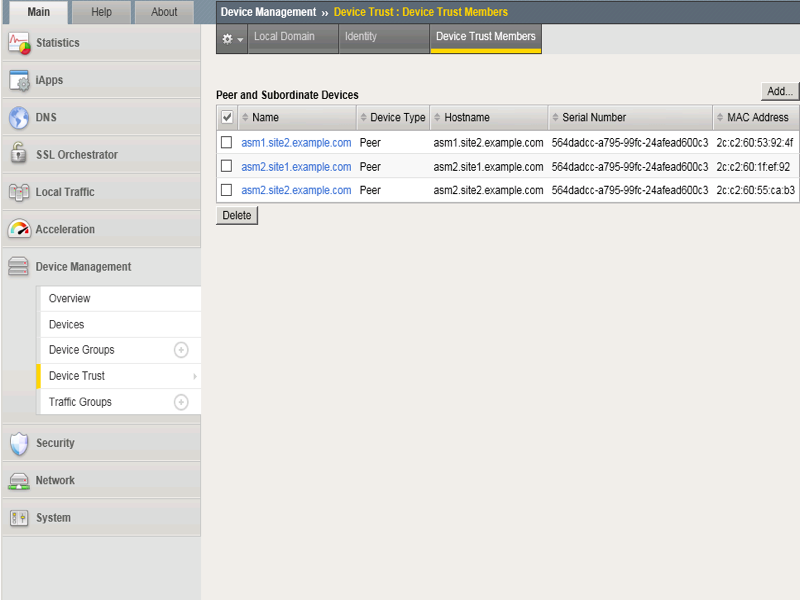 Main Help About
Device Management ›› Device Trust : Device Trust Members
Local Domain Identity Device Trust Members
Statistics
iApps
DNS
SSL Orchestrator
Local Traffic
Acceleration
Device Management
Overview
Devices
Device Groups
Device Trust
Traffic Groups
Security
Network
System
Peer and Subordinate Devices
Add...
Name Device Type Hostname Serial Number MAC Address
asm1.site2.example.com Peer asm1.site2.example.com 564dadcc-a795-99fc-24afead600c3 2c:c2:60:53:92:4f
asm2.site1.example.com Peer asm2.site1.example.com 564dadcc-a795-99fc-24afead600c3 2c:c2:60:1f:ef:92
asm2.site2.example.com Peer asm2.site2.example.com 564dadcc-a795-99fc-24afead600c3 2c:c2:60:55:ca:b3
Delete